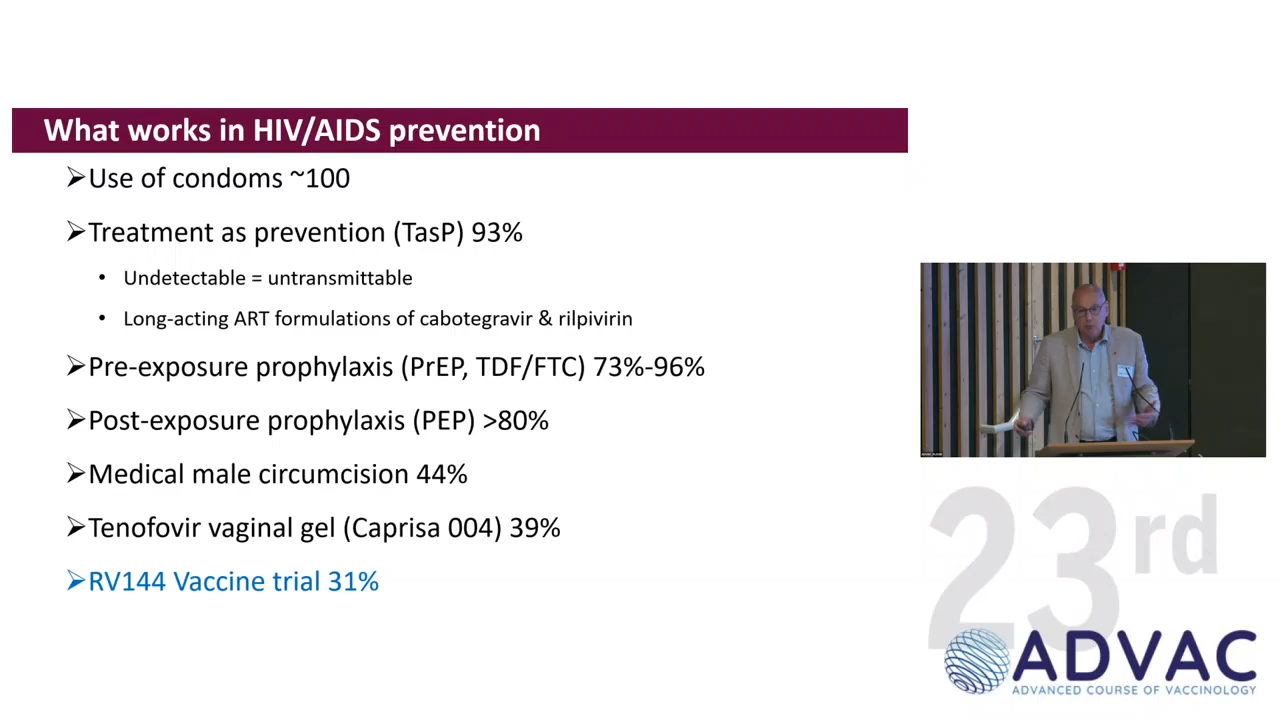 What works in HIV/AIDS prevention
➢Use of condoms ~100
➢Treatment as prevention (TasP) 93%
• Undetectable = untransmittable
• Long-acting ART formulations of cabotegravir & rilpivirin
➢Pre-exposure prophylaxis (PrEP, TDF/FTC) 73%-96%
➢Post-exposure prophylaxis (PEP) >80%
➢Medical male circumcision 44%
➢Tenofovir vaginal gel (Caprisa 004) 39%
➢RV144 Vaccine trial 31%
23rd
ADVAC
ADVANCED COURSE OF VACCINOLOGY